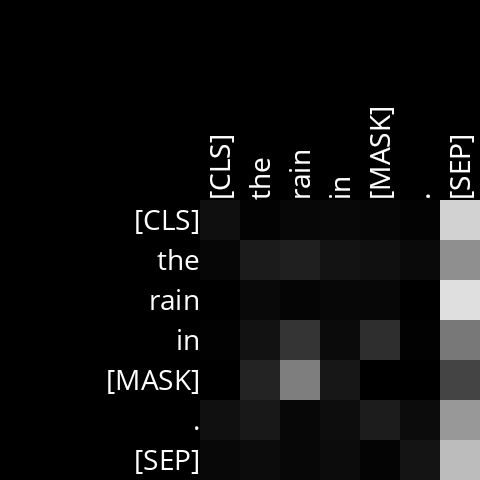 [CLS] the rain in [MASK] . [SEP]
[CLS]
the
rain
in
[MASK]
.
[SEP]